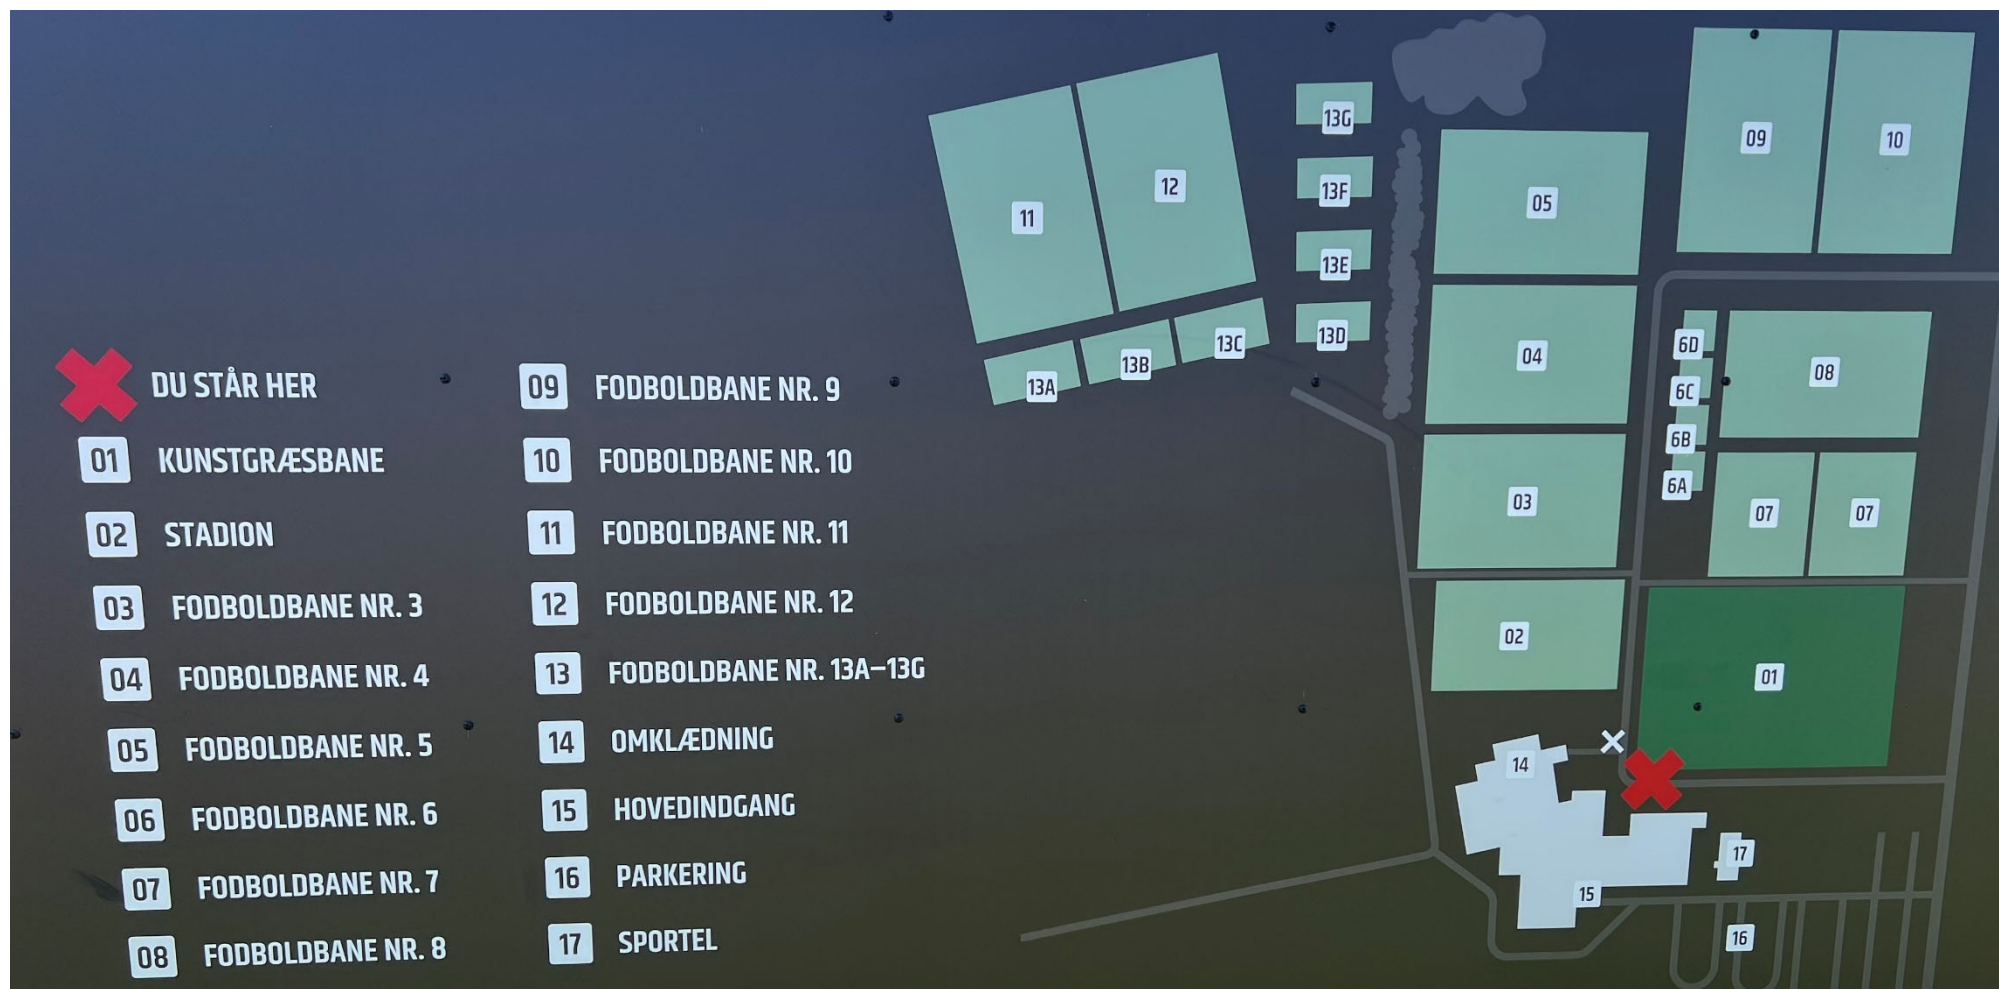 DU STÅR HER
01 KUNSTGRÆSBANE
02 STADION
03 FODBOLDBANE NR. 3
04 FODBOLDBANE NR. 4
05 FODBOLDBANE NR. 5
06 FODBOLDBANE NR. 6
07 FODBOLDBANE NR. 7
08 FODBOLDBANE NR. 8
09 FODBOLDBANE NR. 9
10 FODBOLDBANE NR. 10
11 FODBOLDBANE NR. 11
12 FODBOLDBANE NR. 12
13 FODBOLDBANE NR. 13A–13G
14 OMKLÆDNING
15 HOVEDINDGANG
16 PARKERING
17 SPORTEL
11
12
13A
13B
13C
13G
13F
13E
13D
05
04
03
02
09
10
6D
6C
6B
6A
08
07
07
01
14
15
17
16